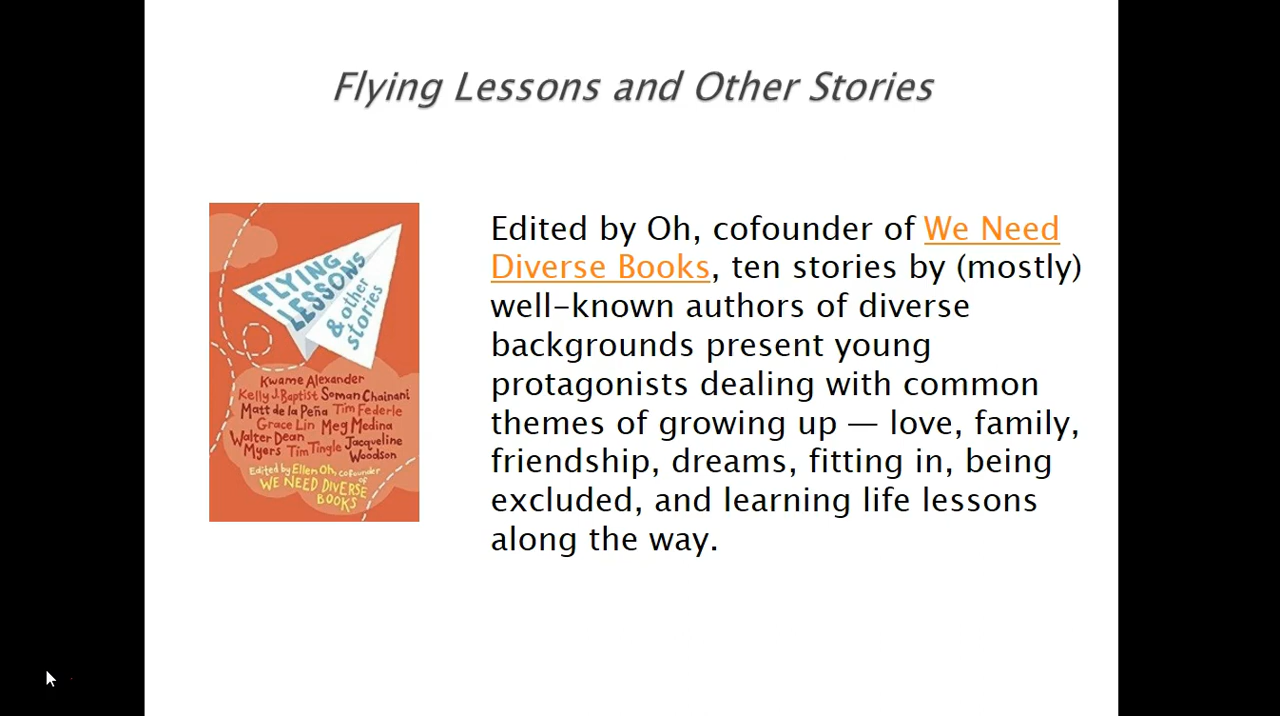 Flying Lessons and Other Stories
FLYING
LESSONS
& other
stories
Kwame Alexander
Kelly J. Baptist Soman Chainani
Matt de la Peña Tim Federle
Grace Lin Meg Medina
Walter Dean Myers Tim Tingle Jacqueline Woodson
Edited by Ellen Oh, cofounder of
WE NEED DIVERSE
BOOKS
Edited by Oh, cofounder of We Need
Diverse Books, ten stories by (mostly)
well-known authors of diverse
backgrounds present young
protagonists dealing with common
themes of growing up — love, family,
friendship, dreams, fitting in, being
excluded, and learning life lessons
along the way.